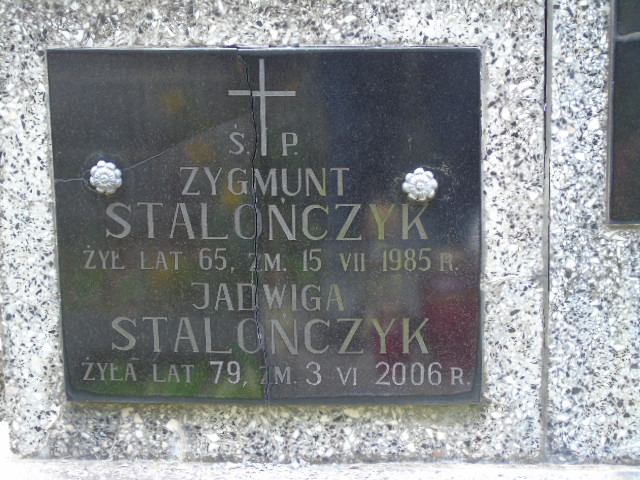 Ś. P.
ZYGMUNT
STALOŃCZYK
ŻYŁ LAT 65, ZM. 15 VII 1985 R.
JADWIGA
STALOŃCZYK
ŻYŁA LAT 79, ZM. 3 VI 2006 R.